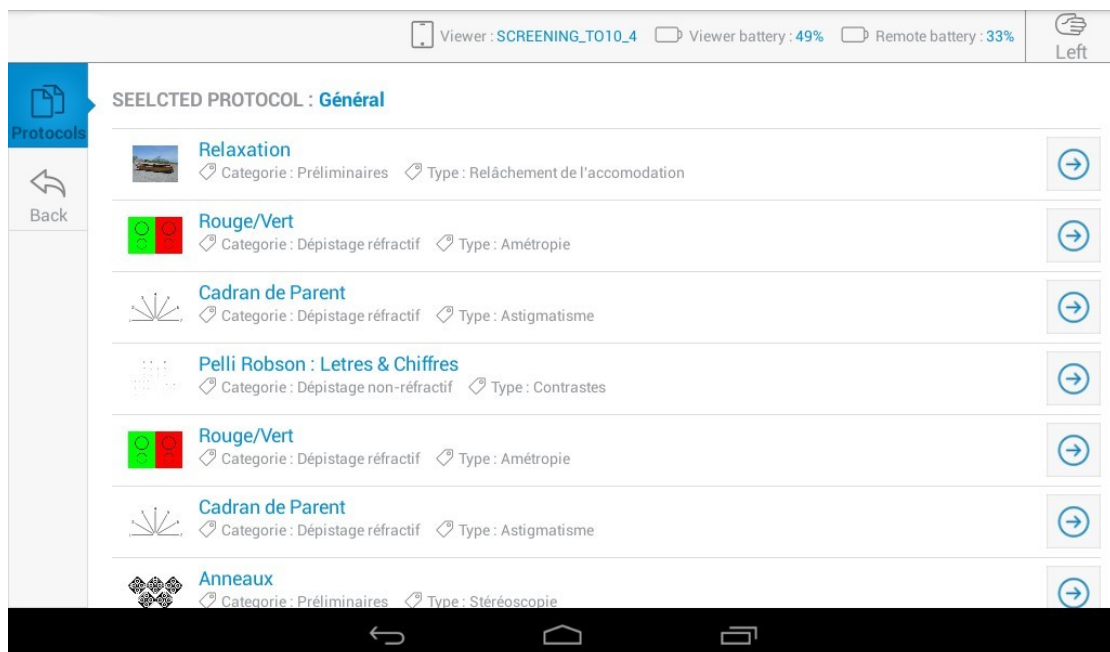 Viewer : SCREENING_TO10_4 Viewer battery : 49% Remote battery : 33%
Left
Protocols
Back
SEELCTED PROTOCOL : Général
Relaxation
Categorie : Préliminaires Type : Relâchement de l'accomodation
Rouge/Vert
Categorie : Dépistage réfractif Type : Amétropie
Cadran de Parent
Categorie : Dépistage réfractif Type : Astigmatisme
Pelli Robson : Letres & Chiffres
Categorie : Dépistage non-réfractif Type : Contrastes
Rouge/Vert
Categorie : Dépistage réfractif Type : Amétropie
Cadran de Parent
Categorie : Dépistage réfractif Type : Astigmatisme
Anneaux
Categorie : Préliminaires Type : Stéréoscopie